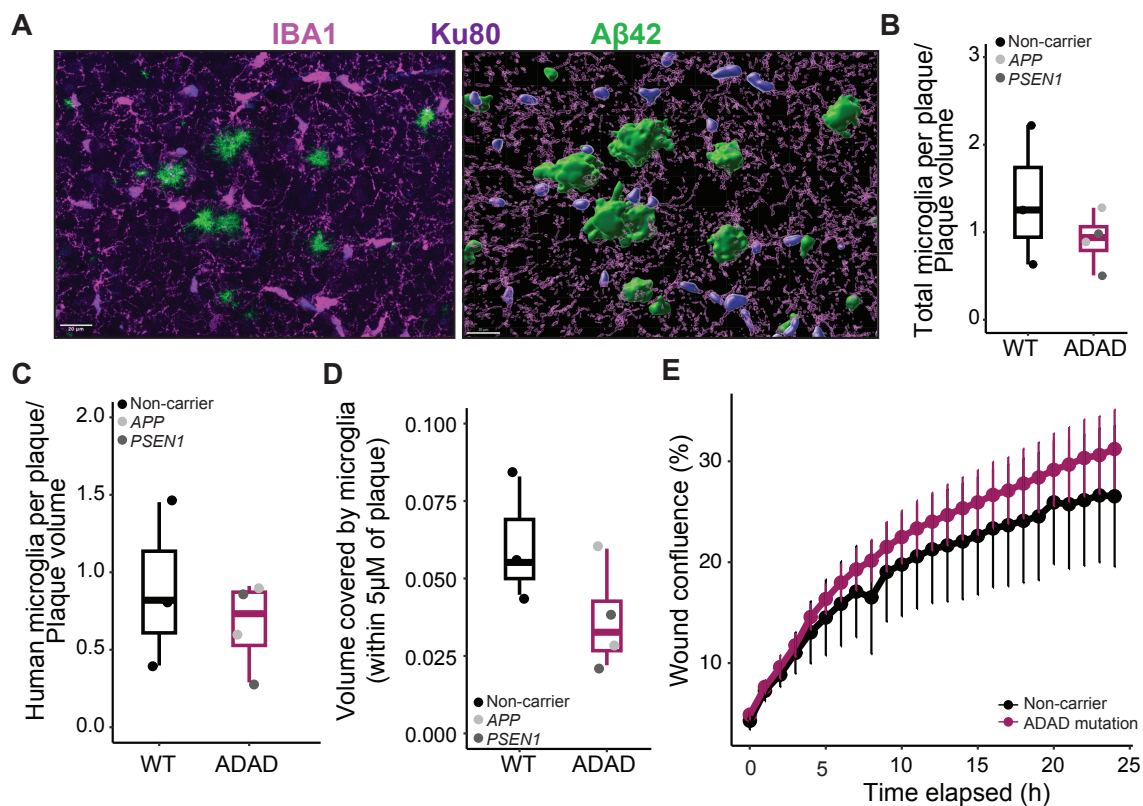 A
IBA1 Ku80 Aβ42
20 μm
20 μm
B
Total microglia per plaque/
Plaque volume
3
2
1
0
Non-carrier
APP
PSEN1
WT ADAD
C
Human microglia per plaque/
Plaque volume
2.0
1.5
1.0
0.5
0.0
Non-carrier
APP
PSEN1
WT ADAD
D
Volume covered by microglia
(within 5μM of plaque)
0.100
0.075
0.050
0.025
0.000
Non-carrier
APP
PSEN1
WT ADAD
E
Wound confluence (%)
30
20
10
Non-carrier
ADAD mutation
0 5 10 15 20 25
Time elapsed (h)